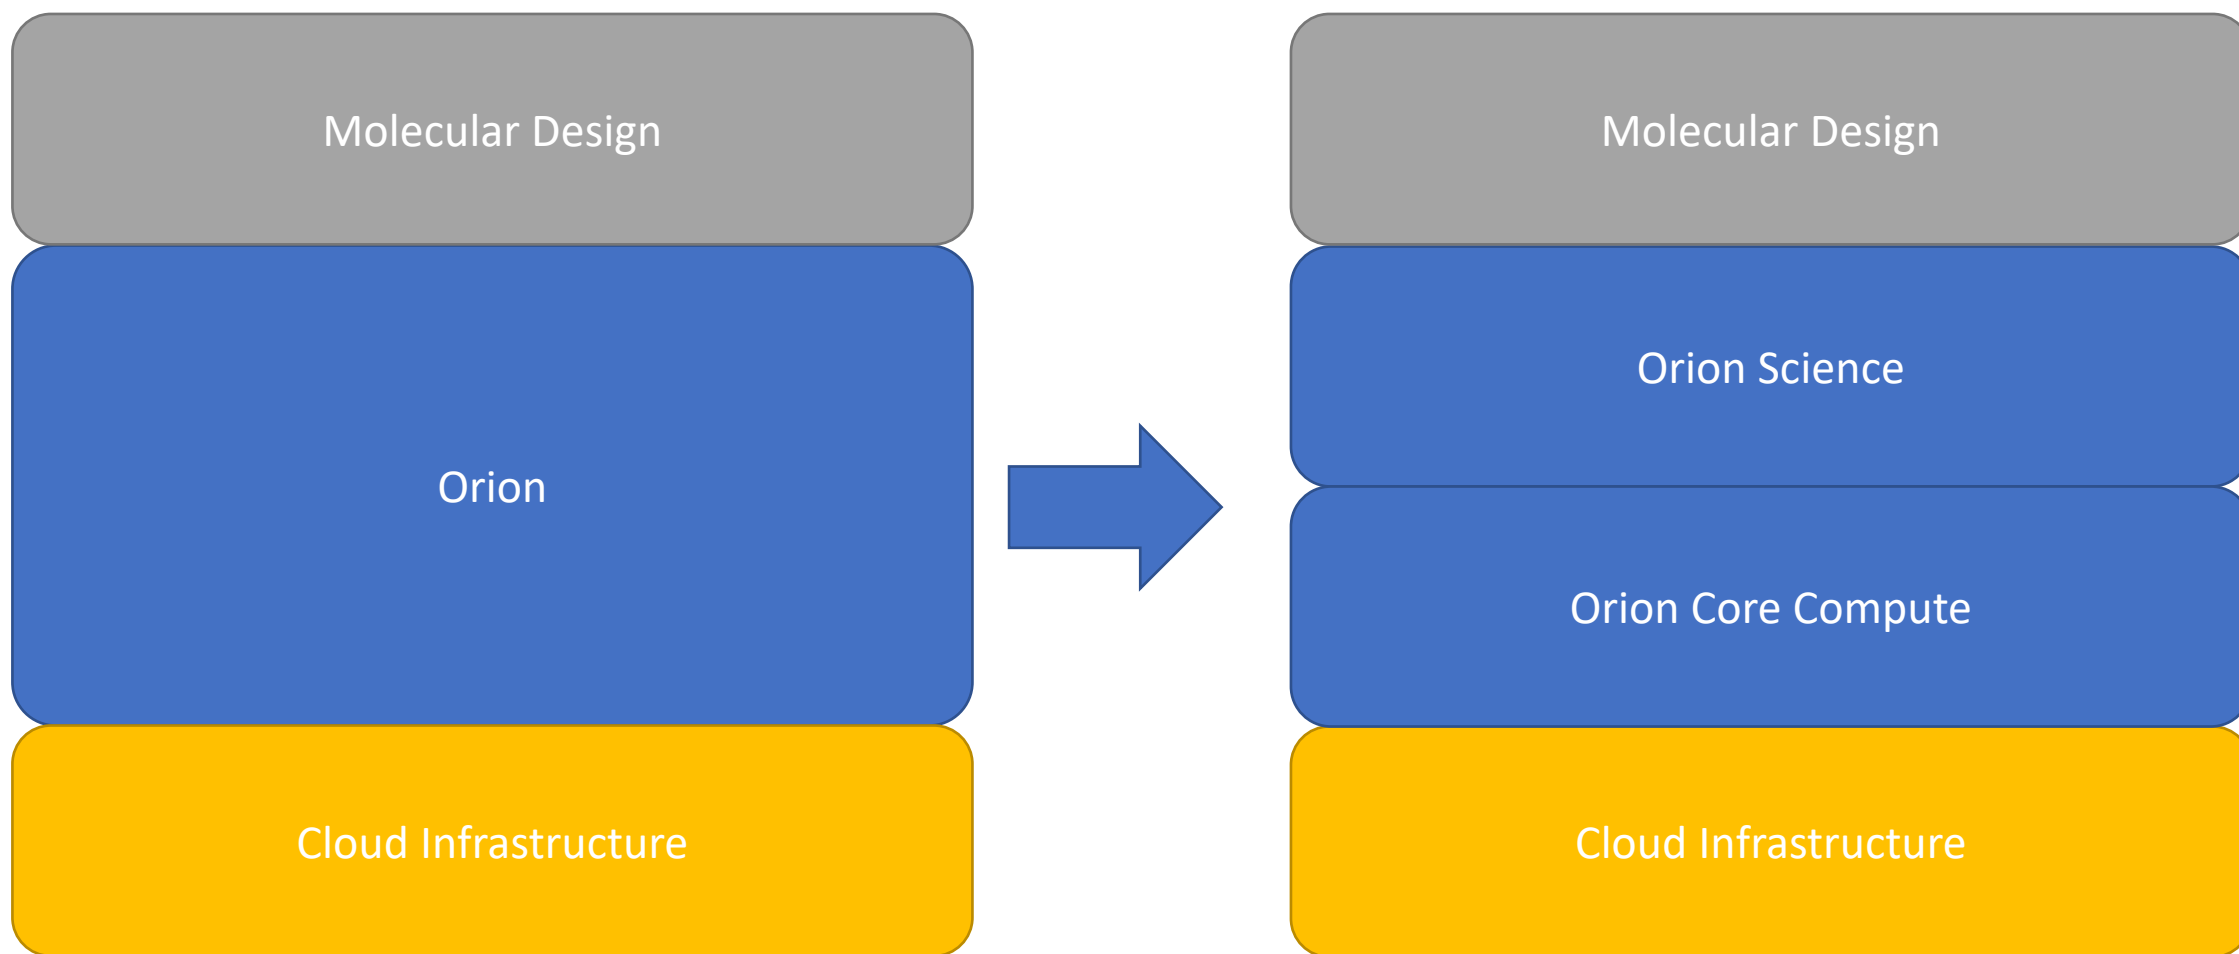 Molecular Design
Orion
Cloud Infrastructure
Molecular Design
Orion Science
Orion Core Compute
Cloud Infrastructure